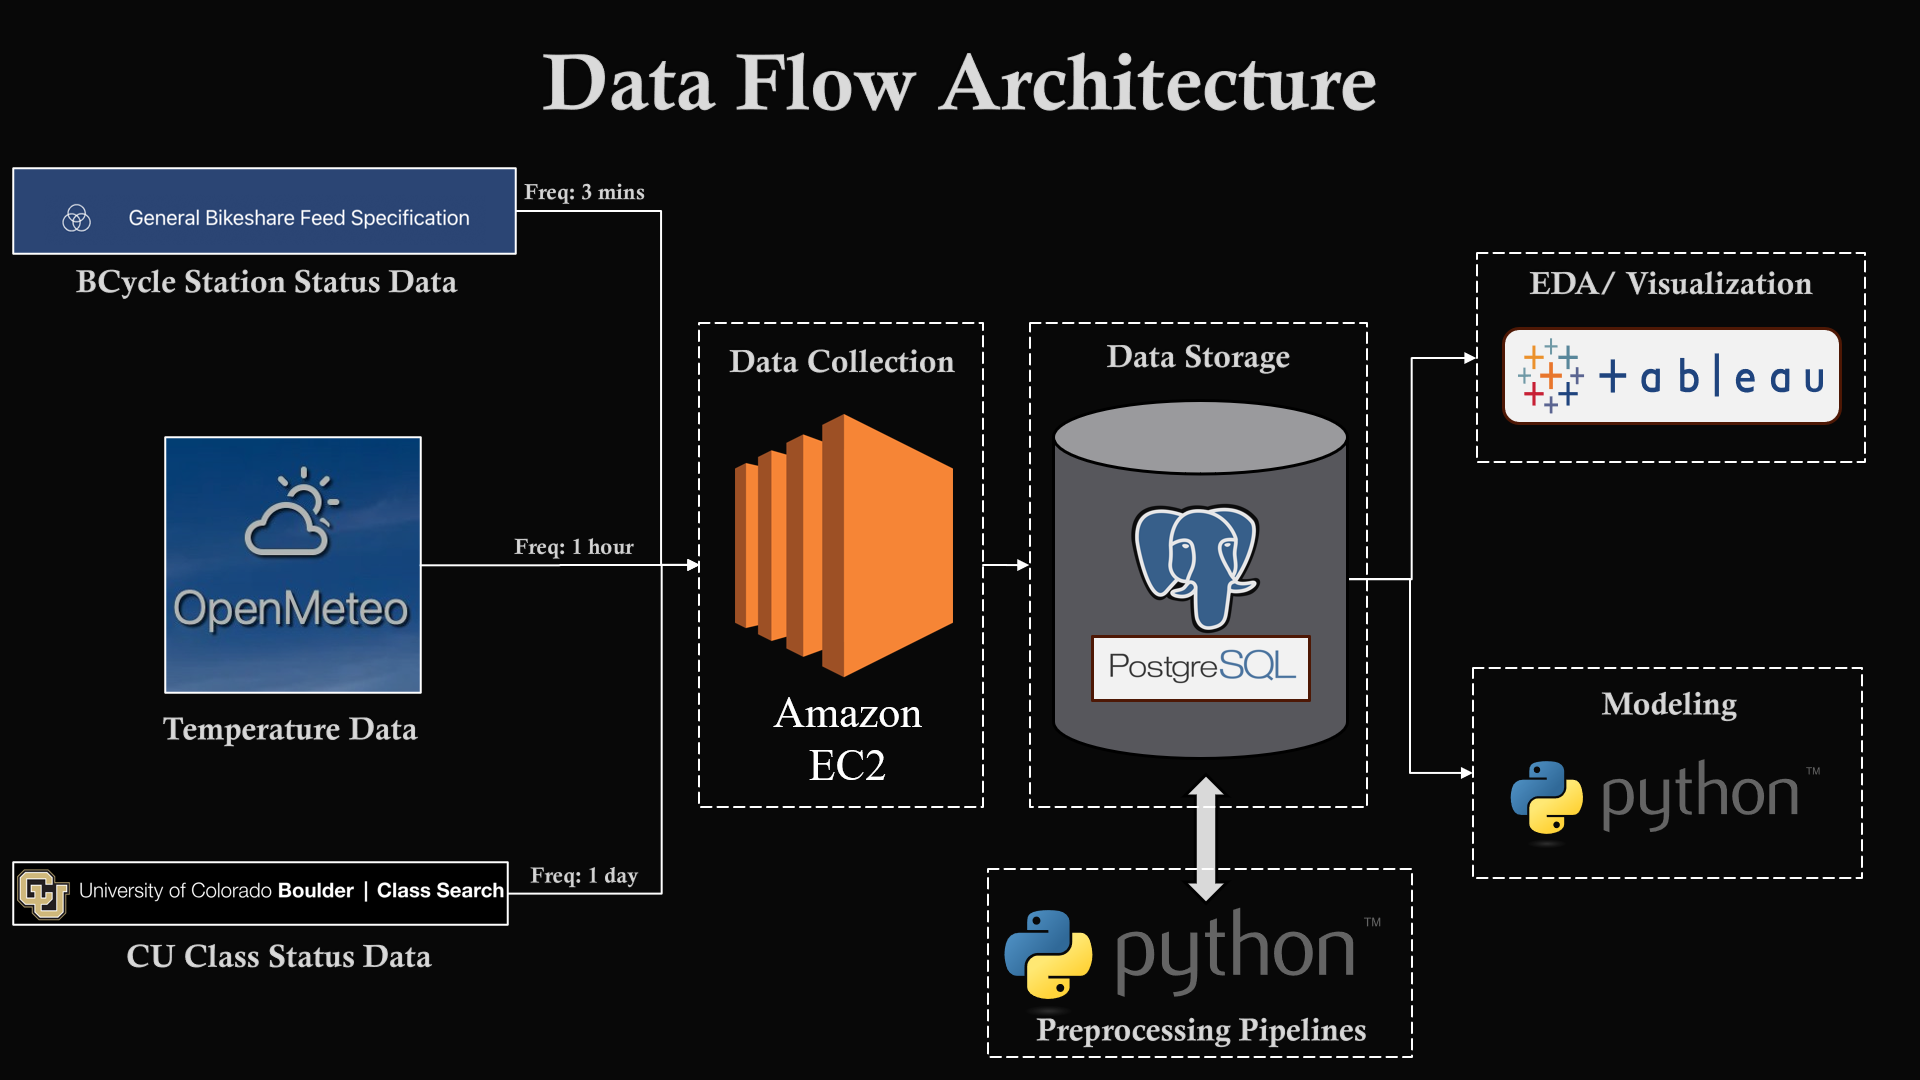 Data Flow Architecture
General Bikeshare Feed Specification
Freq: 3 mins
BCycle Station Status Data
OpenMeteo
Freq: 1 hour
Temperature Data
University of Colorado Boulder | Class Search
CU
Freq: 1 day
CU Class Status Data
Data Collection
Amazon
EC2
Data Storage
PostgreSQL
python™
Preprocessing Pipelines
EDA/ Visualization
+ableau
Modeling
python™